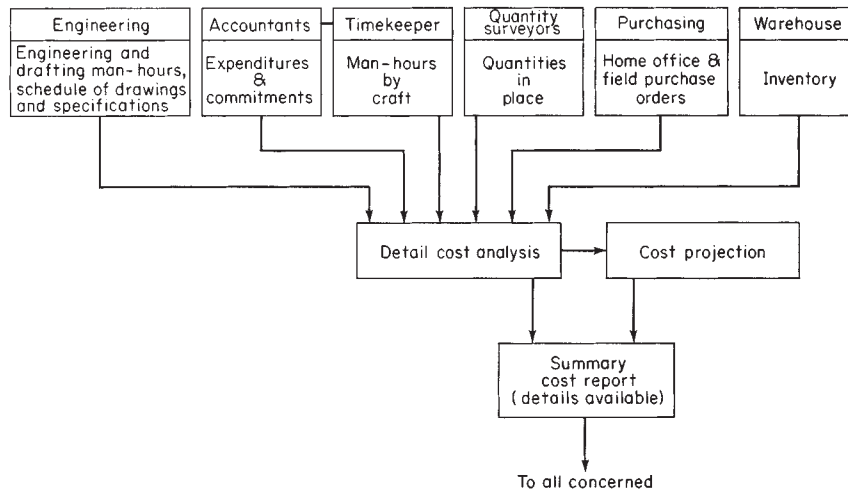 Engineering
Engineering and
drafting man-hours,
schedule of drawings
and specifications
Accountants
Expenditures
&
commitments
Timekeeper
Man-hours
by
craft
Quantity
surveyors
Quantities
in
place
Purchasing
Home office &
field purchase
orders
Warehouse
Inventory
Detail cost analysis
Cost projection
Summary
cost report
(details available)
To all concerned